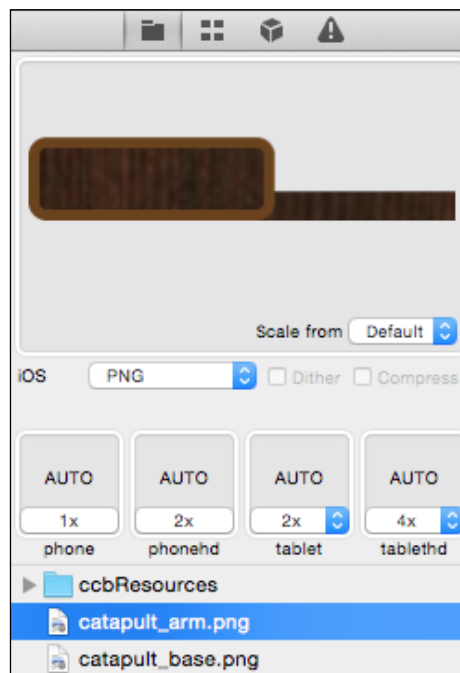 Scale from Default
iOS PNG Dither Compress
AUTO AUTO AUTO AUTO
1x 2x 2x 4x
phone phonehd tablet tablethd
ccbResources
catapult_arm.png
catapult_base.png